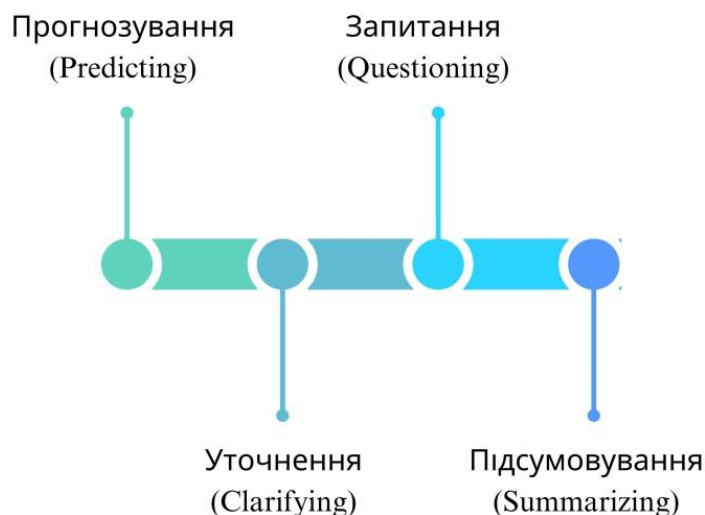 Прогнозування
(Predicting)
Запитання
(Questioning)
Уточнення
(Clarifying)
Підсумовування
(Summarizing)